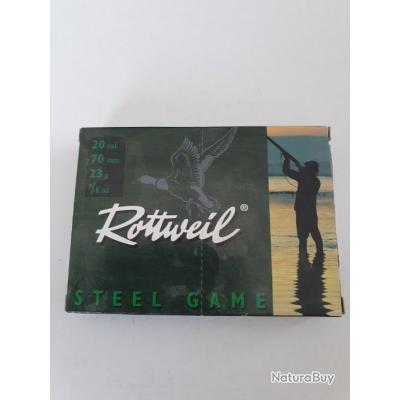 20 cal
70 mm
23 g
7/8 oz
Rottweil®
STEEL GAME
NaturaBuy